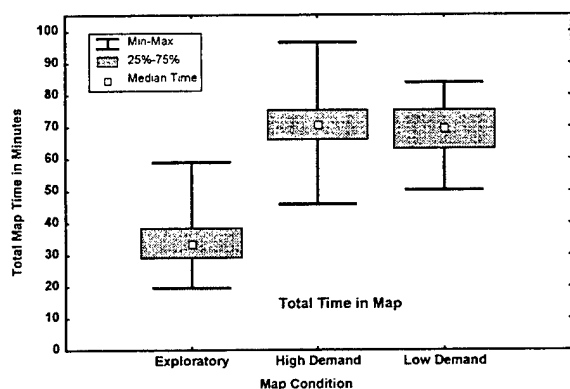 100
90
80
70
60
50
40
30
20
10
0
Total Map Time in Minutes
Min-Max
25%-75%
Median Time
Total Time in Map
Exploratory High Demand Low Demand
Map Condition